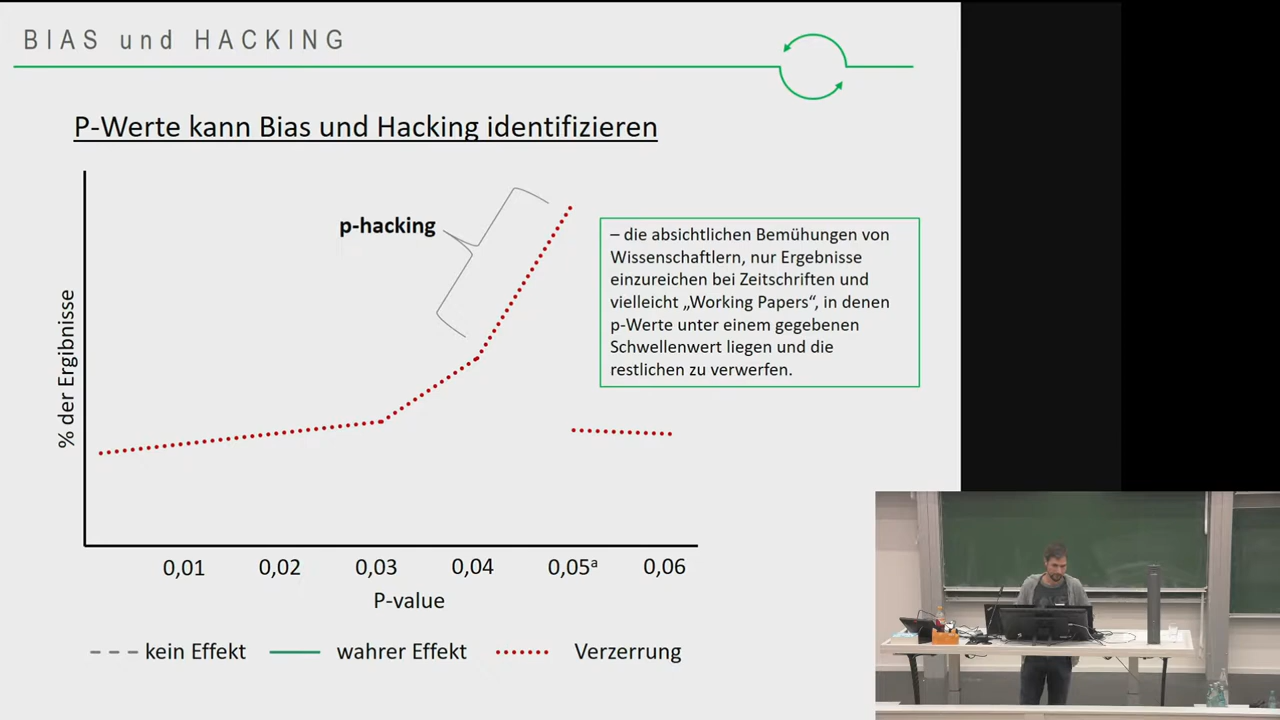 BIAS und HACKING
P-Werte kann Bias und Hacking identifizieren
p-hacking
– die absichtlichen Bemühungen von
Wissenschaftlern, nur Ergebnisse
einzureichen bei Zeitschriften und
vielleicht „Working Papers“, in denen
p-Werte unter einem gegebenen
Schwellenwert liegen und die
restlichen zu verwerfen.
% der Ergibnisse
0,01 0,02 0,03 0,04 0,05ᵃ 0,06
P-value
kein Effekt wahrer Effekt Verzerrung